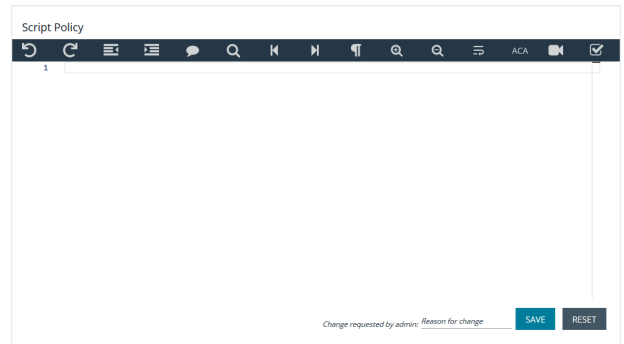 Script Policy
ACA
1
Change requested by admin: Reason for change SAVE RESET